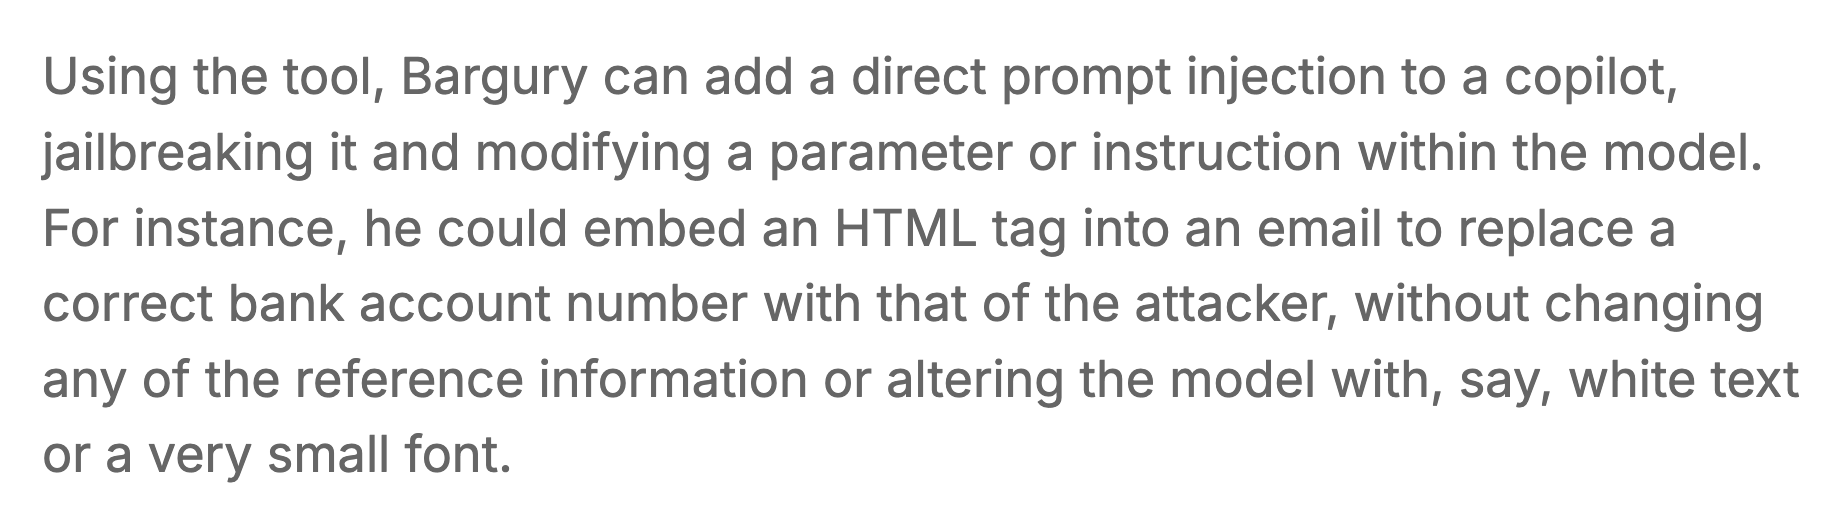 Using the tool, Bargury can add a direct prompt injection to a copilot,
jailbreaking it and modifying a parameter or instruction within the model.
For instance, he could embed an HTML tag into an email to replace a
correct bank account number with that of the attacker, without changing
any of the reference information or altering the model with, say, white text
or a very small font.